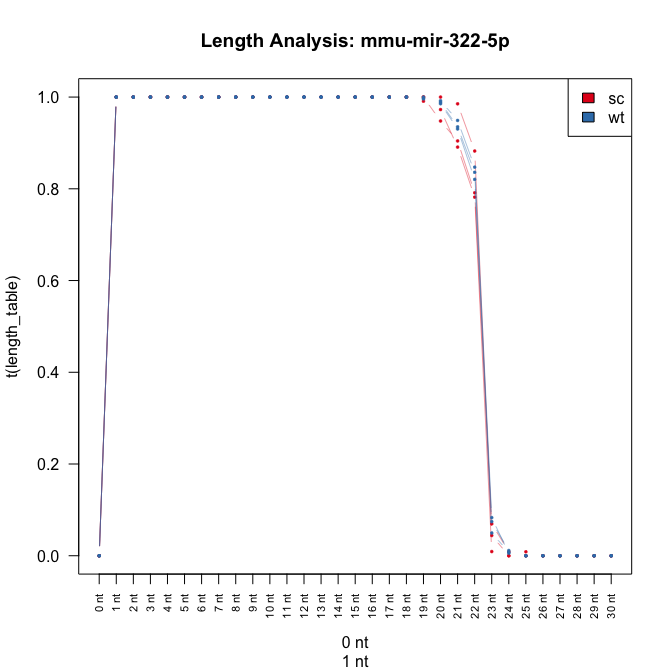 Length Analysis: mmu-mir-322-5p
sc
wt
1.0
0.8
0.6
0.4
0.2
0.0
t(length_table)
0 nt
1 nt
2 nt
3 nt
4 nt
5 nt
6 nt
7 nt
8 nt
9 nt
10 nt
11 nt
12 nt
13 nt
14 nt
15 nt
16 nt
17 nt
18 nt
19 nt
20 nt
21 nt
22 nt
23 nt
24 nt
25 nt
26 nt
27 nt
28 nt
29 nt
30 nt
0 nt
1 nt